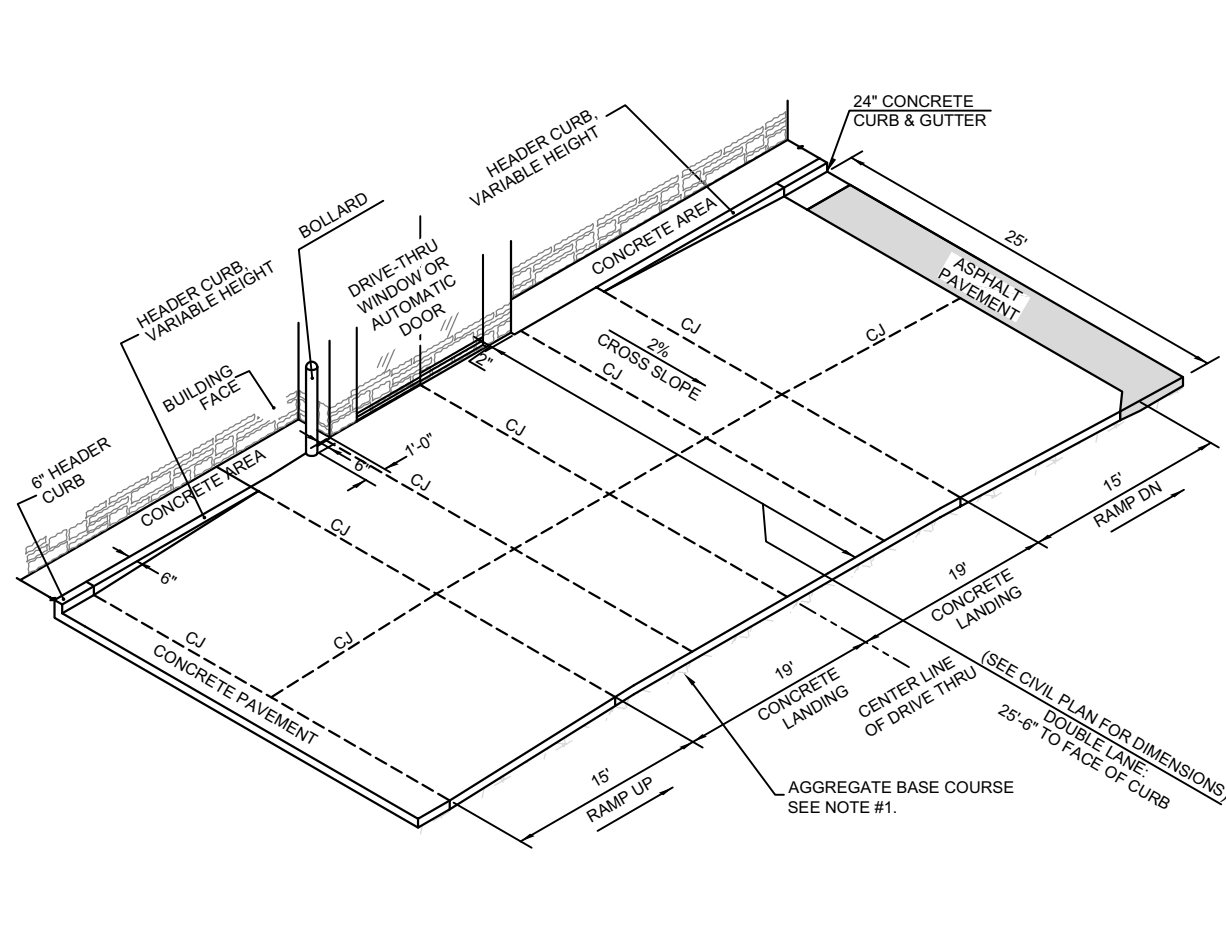 24" CONCRETE
CURB & GUTTER
HEADER CURB,
VARIABLE HEIGHT
BOLLARD
DRIVE-THRU
WINDOW OR
AUTOMATIC
DOOR
CONCRETE AREA
25'
ASPHALT
PAVEMENT
HEADER CURB,
VARIABLE HEIGHT
2%
CROSS SLOPE
CJ
CJ
CJ
2"
BUILDING
FACE
CJ
1'-0"
6"
CJ
6" HEADER
CURB
CONCRETE AREA
CJ
6"
15'
RAMP DN
19'
CONCRETE
LANDING
CJ
CJ
CONCRETE PAVEMENT
19'
CONCRETE
LANDING
CENTER LINE
OF DRIVE THRU
(SEE CIVIL PLAN FOR DIMENSIONS)
DOUBLE LANE:
25'-6" TO FACE OF CURB
15'
RAMP UP
AGGREGATE BASE COURSE
SEE NOTE #1.